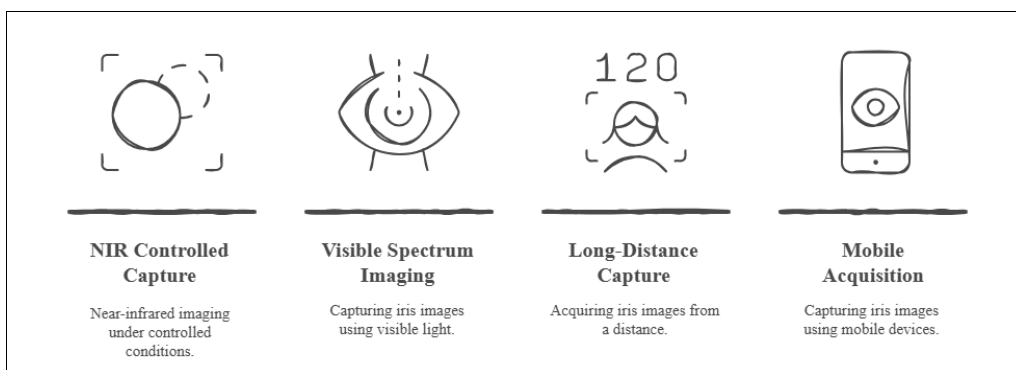 120
NIR Controlled
Capture
Near-infrared imaging
under controlled
conditions.
Visible Spectrum
Imaging
Capturing iris images
using visible light.
Long-Distance
Capture
Acquiring iris images from
a distance.
Mobile
Acquisition
Capturing iris images
using mobile devices.